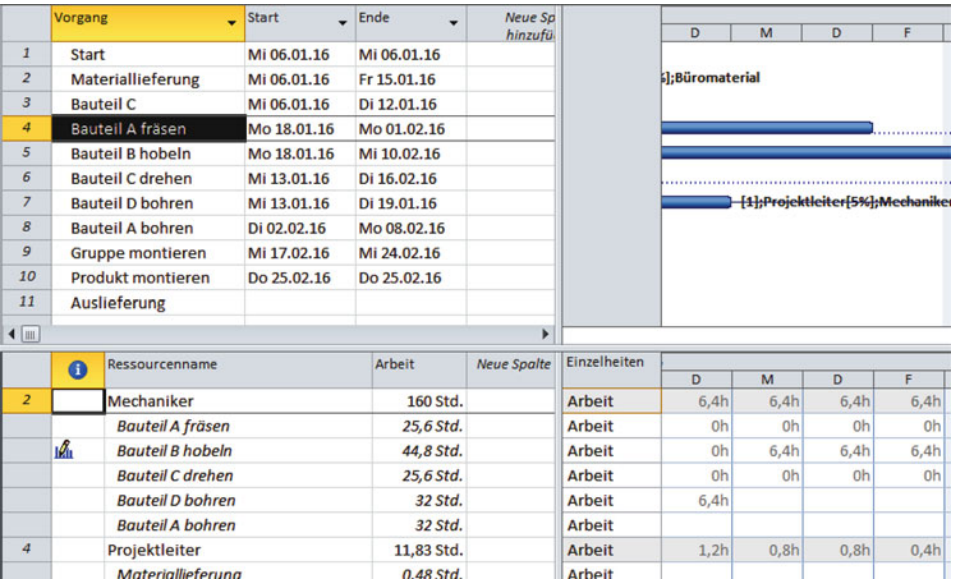 Vorgang Start Ende Neue Sp
hinzufü
D M D F
1 Start Mi 06.01.16 Mi 06.01.16
2 Materiallieferung Mi 06.01.16 Fr 15.01.16 ];Büromaterial
3 Bauteil C Mi 06.01.16 Di 12.01.16
4 Bauteil A fräsen Mo 18.01.16 Mo 01.02.16
5 Bauteil B hobeln Mo 18.01.16 Mi 10.02.16
6 Bauteil C drehen Mi 13.01.16 Di 16.02.16
7 Bauteil D bohren Mi 13.01.16 Di 19.01.16 [1];Projektleiter[5%];Mechanike
8 Bauteil A bohren Di 02.02.16 Mo 08.02.16
9 Gruppe montieren Mi 17.02.16 Mi 24.02.16
10 Produkt montieren Do 25.02.16 Do 25.02.16
11 Auslieferung
Ressourcenname Arbeit Neue Spalte Einzelheiten
D M D F
2 Mechaniker 160 Std. Arbeit 6,4h 6,4h 6,4h 6,4h
Bauteil A fräsen 25,6 Std. Arbeit 0h 0h 0h 0h
Bauteil B hobeln 44,8 Std. Arbeit 0h 6,4h 6,4h 6,4h
Bauteil C drehen 25,6 Std. Arbeit 0h 0h 0h 0h
Bauteil D bohren 32 Std. Arbeit 6,4h
Bauteil A bohren 32 Std. Arbeit
4 Projektleiter 11,83 Std. Arbeit 1,2h 0,8h 0,8h 0,4h
Materiallieferung 0,48 Std. Arbeit